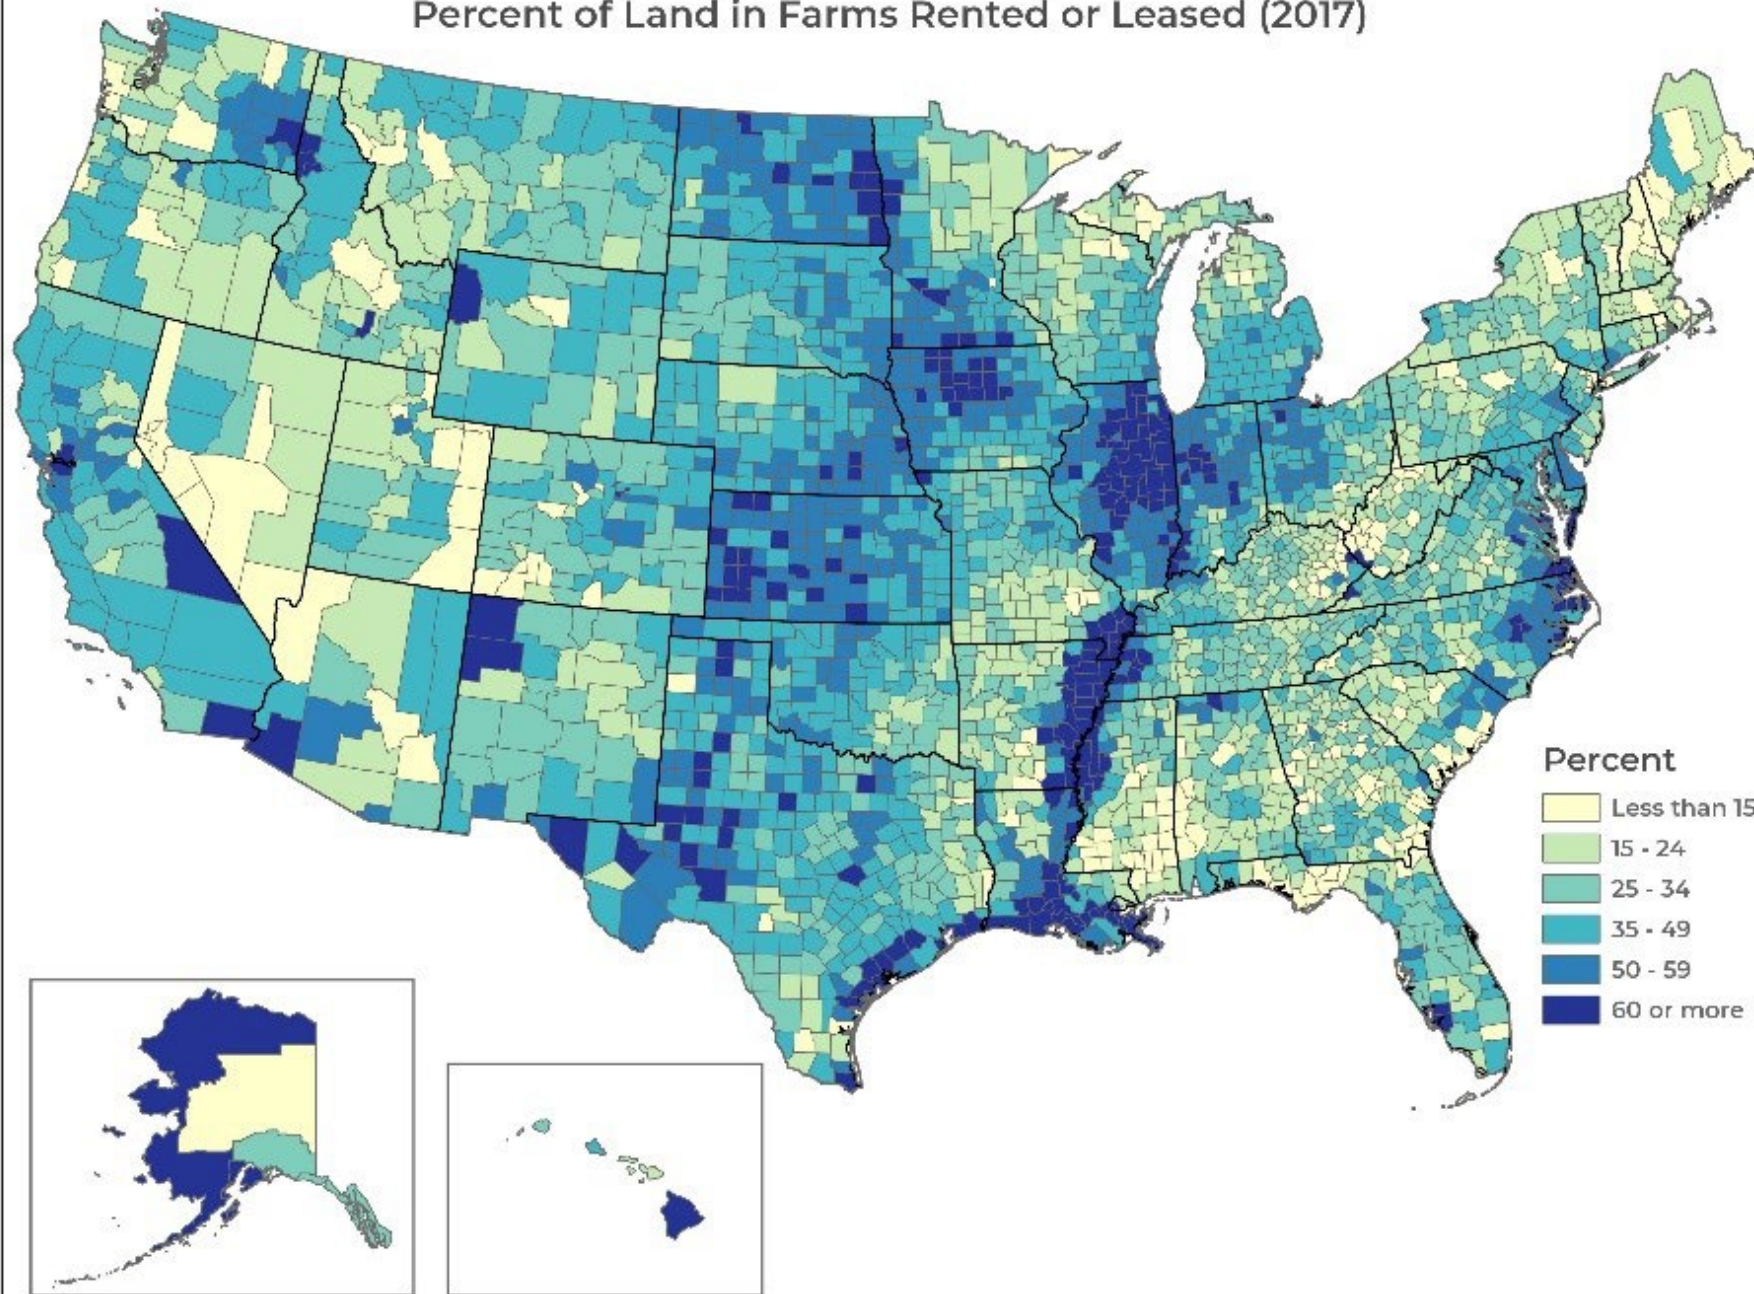 Percent of Land in Farms Rented or Leased (2017)
Percent
Less than 15
15 - 24
25 - 34
35 - 49
50 - 59
60 or more